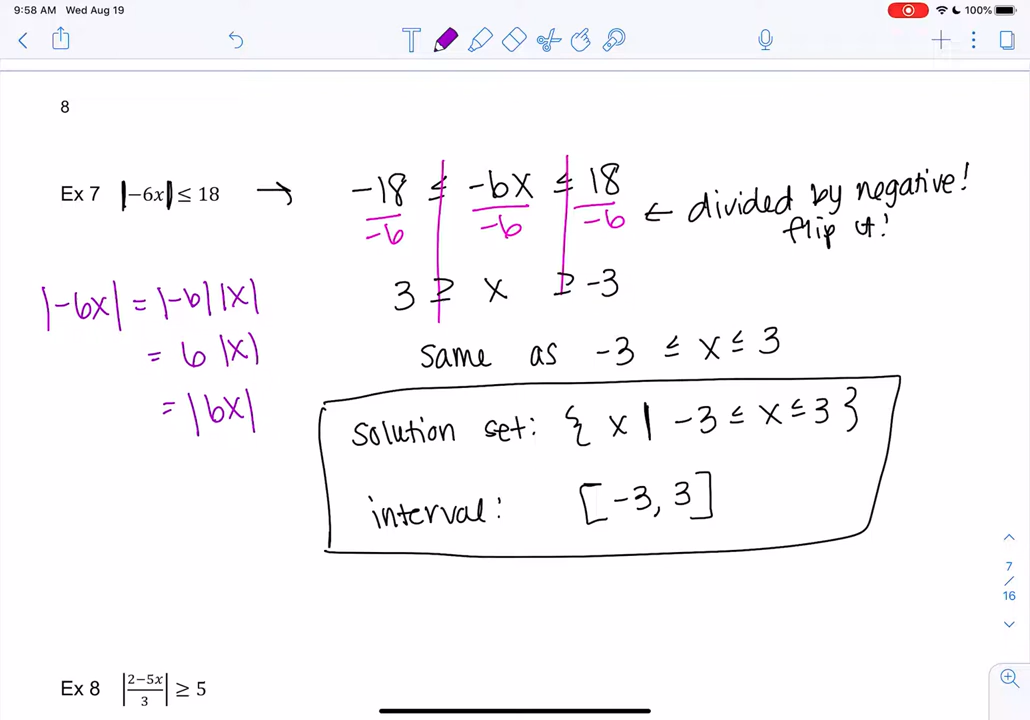 9:58 AM Wed Aug 19
100%
8
Ex 7 |−6x| ≤ 18 → -18 ≤ -6x ≤ 18
-6 -6 -6
← divided by negative!
flip it!
3 ≥ x ≥ -3
|-6x| = |-6| |x|
= 6 |x|
= |6x|
same as -3 ≤ x ≤ 3
solution set: { x | -3 ≤ x ≤ 3 }
interval: [-3, 3]
7
/
16
Ex 8 |2−5x/3| ≥ 5